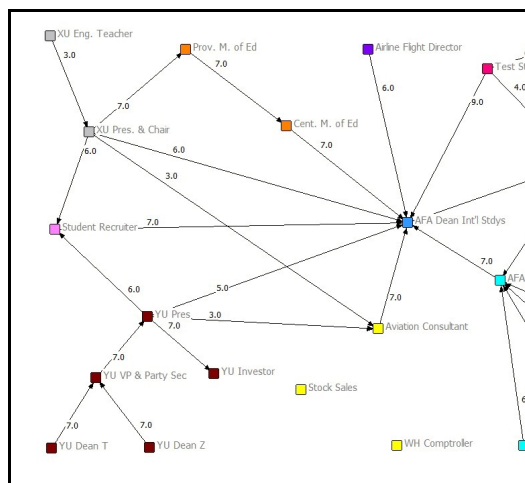 XU Eng. Teacher
Prov. M. of Ed
Airline Flight Director
3.0
Test St
4.0
7.0
7.0
6.0
9.0
XU Pres. & Chair
Cent. M. of Ed
6.0
6.0
7.0
3.0
Student Recruiter
7.0
AFA Dean Int'l Stdys
7.0
AFA
6.0
5.0
YU Pres
7.0
3.0
7.0
Aviation Consultant
7.0
YU VP & Party Sec
YU Investor
Stock Sales
6
7.0
7.0
YU Dean T
YU Dean Z
WH Comptroller